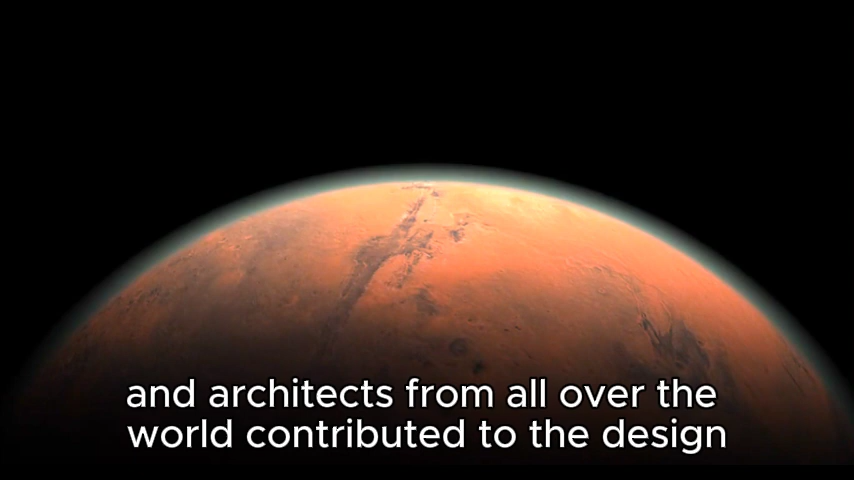 and architects from all over the
world contributed to the design